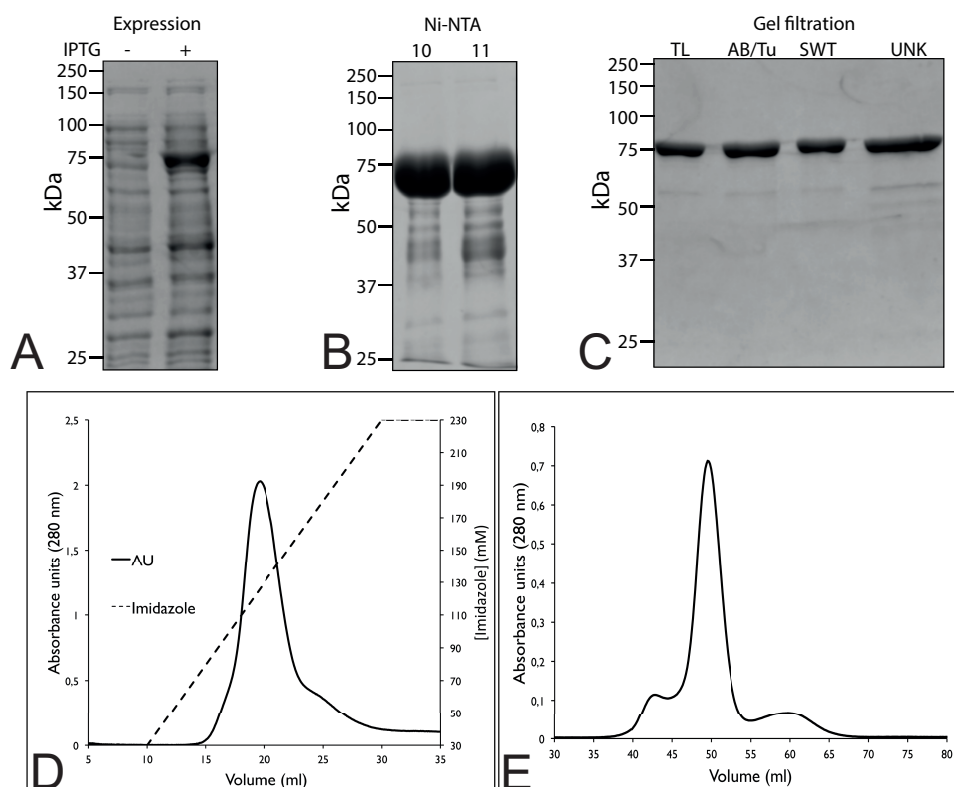 Expression
IPTG - +
250
150
100
75
50
37
25
kDa
A
Ni-NTA
10 11
250
150
100
75
50
37
25
kDa
B
Gel filtration
TL AB/Tu SWT UNK
250
150
100
75
50
37
25
kDa
C
2,5
2
1,5
1
0,5
0
Absorbance units (280 nm)
AU
Imidazole
230
210
190
170
150
130
110
90
70
50
30
[Imidazole] (mM)
5 10 15 20 25 30 35
Volume (ml)
D
0,8
0,7
0,6
0,5
0,4
0,3
0,2
0,1
0
Absorbance units (280 nm)
30 35 40 45 50 55 60 65 70 75 80
Volume (ml)
E